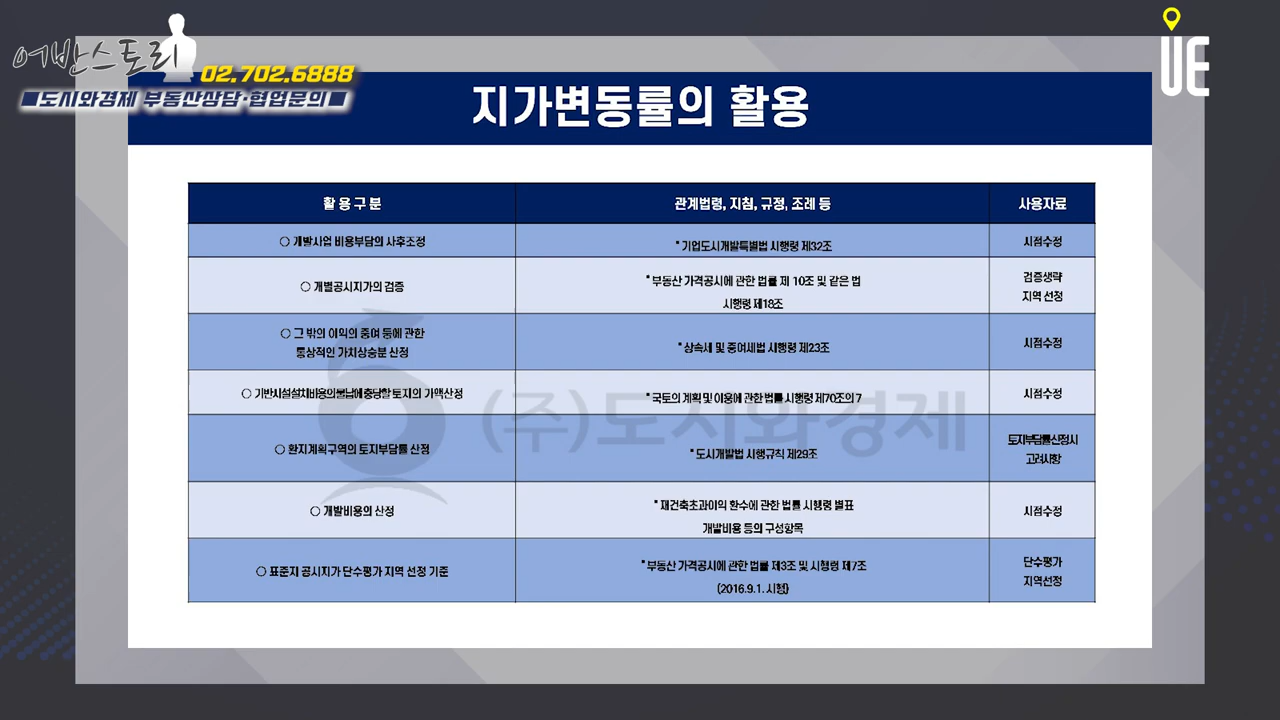 어반스토리
02.702.6888
■도시와경제 부동산상담·협업문의■
UE
지가변동률의 활용
활 용 구 분
관계법령, 지침, 규정, 조례 등
사용자료
○ 개발사업 비용부담의 사후조정
* 기업도시개발특별법 시행령 제32조
시점수정
○ 개별공시지가의 검증
* 부동산 가격공시에 관한 법률 제 10조 및 같은 법
시행령 제18조
검증생략
지역 선정
○ 그 밖의 이익의 증여 등에 관한
통상적인 가치상승분 산정
* 상속세 및 증여세법 시행령 제23조
시점수정
○ 기반시설설치비용의물납에충당할 토지의 가액산정
* 국토의 계획 및 이용에 관한 법률 시행령 제70조의 7
시점수정
○ 환지계획구역의 토지부담률 산정
* 도시개발법 시행규칙 제29조
토지부담률산정시
고려사항
○ 개발비용의 산정
* 재건축초과이익 환수에 관한 법률 시행령 별표
개발비용 등의 구성항목
시점수정
○ 표준지 공시지가 단수평가 지역 선정 기준
* 부동산 가격공시에 관한 법률 제3조 및 시행령 제7조
(2016.9.1. 시행)
단수평가
지역선정
(주)도시와경제